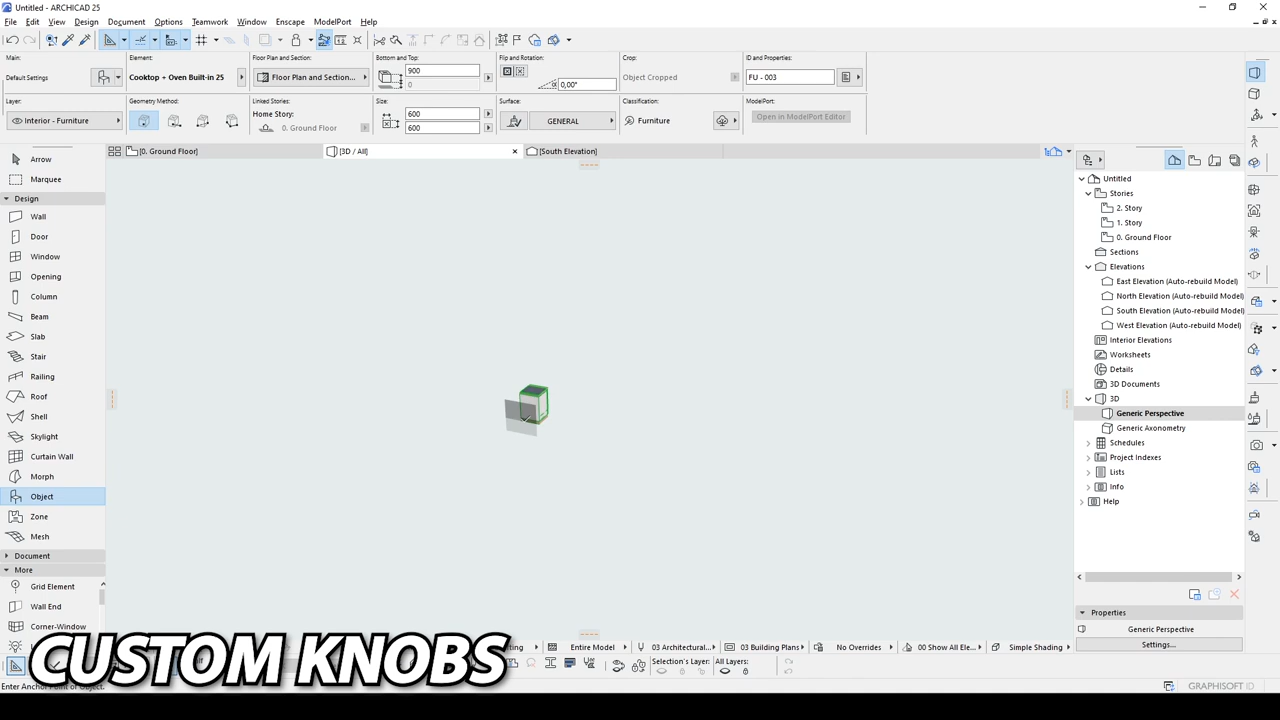 Untitled - ARCHICAD 25
File Edit View Design Document Options Teamwork Window Enscape ModelPort Help
Main:
Default Settings
Element:
Cooktop + Oven Built-in 25
Floor Plan and Section:
Floor Plan and Section...
Bottom and Top:
900
0
Flip and Rotation:
0,00°
Crop:
Object Cropped
ID and Properties:
FU - 003
Layer:
Interior - Furniture
Geometry Method:
Linked Stories:
Home Story:
0. Ground Floor
Size:
600
600
Surface:
GENERAL
Classification:
Furniture
ModelPort:
Open in ModelPort Editor
[0. Ground Floor]
[3D / All]
[South Elevation]
Arrow
Marquee
Design
Wall
Door
Window
Opening
Column
Beam
Slab
Stair
Railing
Roof
Shell
Skylight
Curtain Wall
Morph
Object
Zone
Mesh
Document
More
Grid Element
Wall End
Corner-Window
Untitled
Stories
2. Story
1. Story
0. Ground Floor
Sections
Elevations
East Elevation (Auto-rebuild Model)
North Elevation (Auto-rebuild Model)
South Elevation (Auto-rebuild Model)
West Elevation (Auto-rebuild Model)
Interior Elevations
Worksheets
Details
3D Documents
3D
Generic Perspective
Generic Axonometry
Schedules
Project Indexes
Lists
Info
Help
Properties
Generic Perspective
Settings...
Entire Model
03 Architectural...
03 Building Plans
No Overrides
00 Show All Ele...
Simple Shading
Selection's Layer:
All Layers:
CUSTOM KNOBS
Enter Anchor Point of Object.
GRAPHISOFT ID